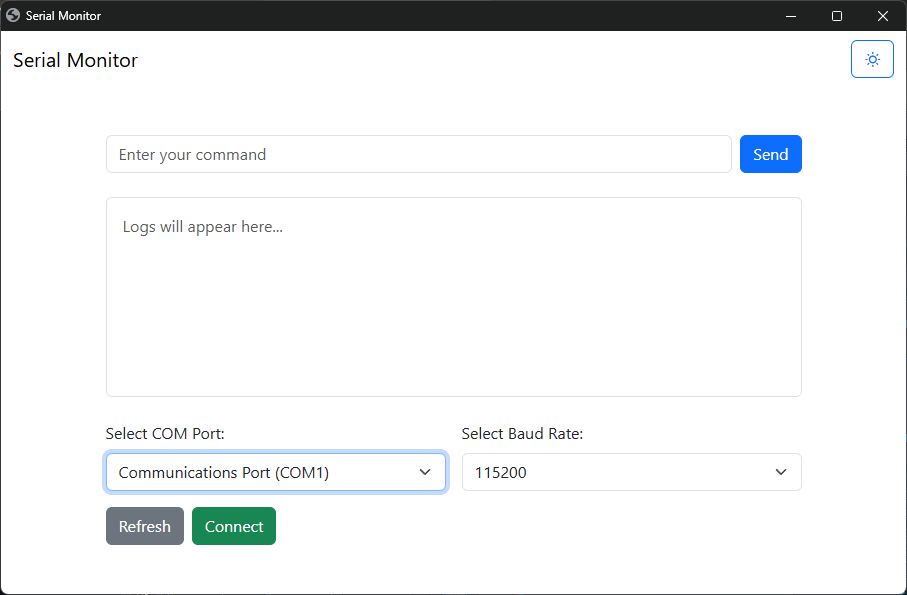 Serial Monitor
Serial Monitor
Enter your command
Send
Logs will appear here...
Select COM Port:
Select Baud Rate:
Communications Port (COM1)
115200
Refresh
Connect